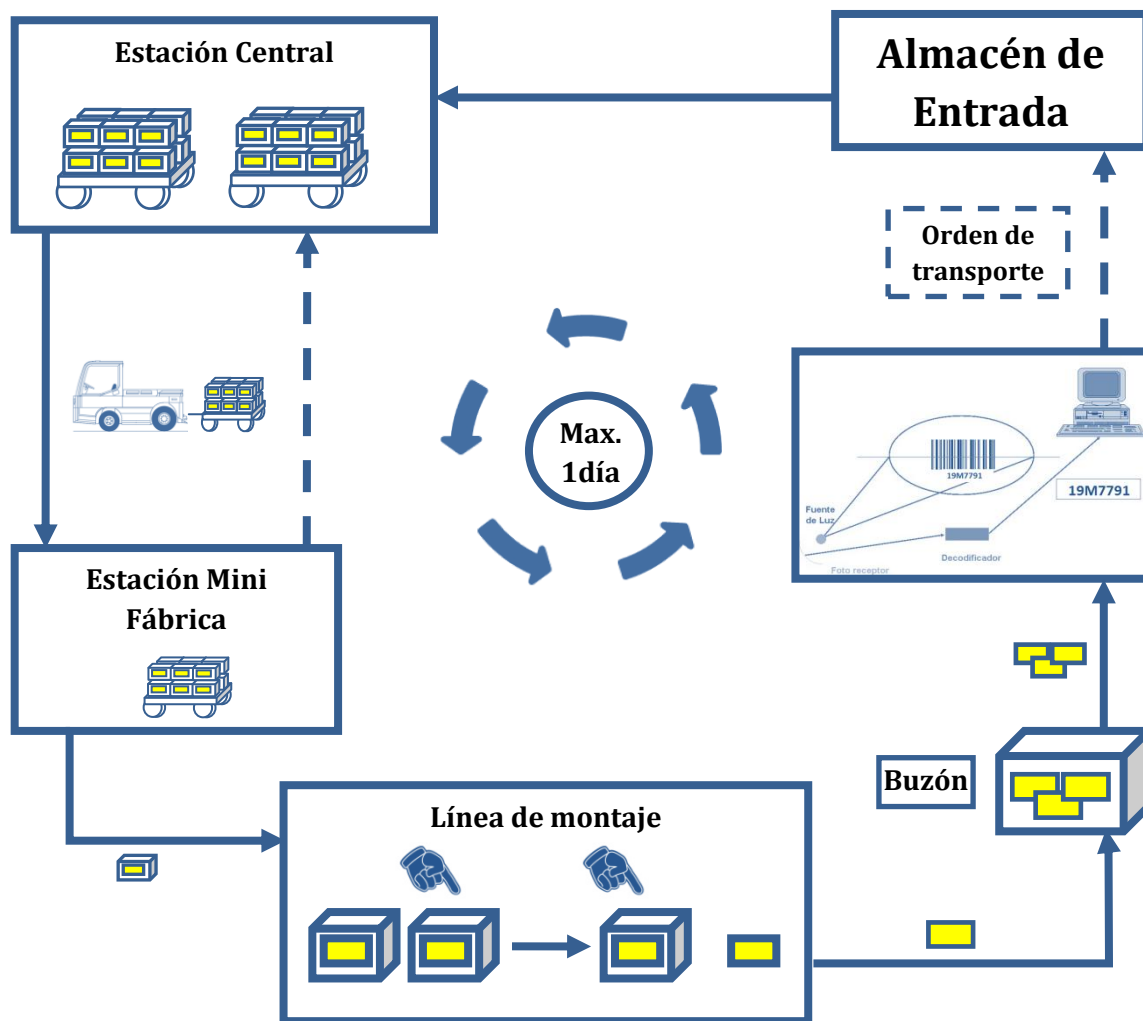 Estación Central
Almacén de
Entrada
Orden de
transporte
Max.
1día
19M7791
19M7791
Fuente
de Luz
Decodificador
Foto receptor
Estación Mini
Fábrica
Buzón
Línea de montaje